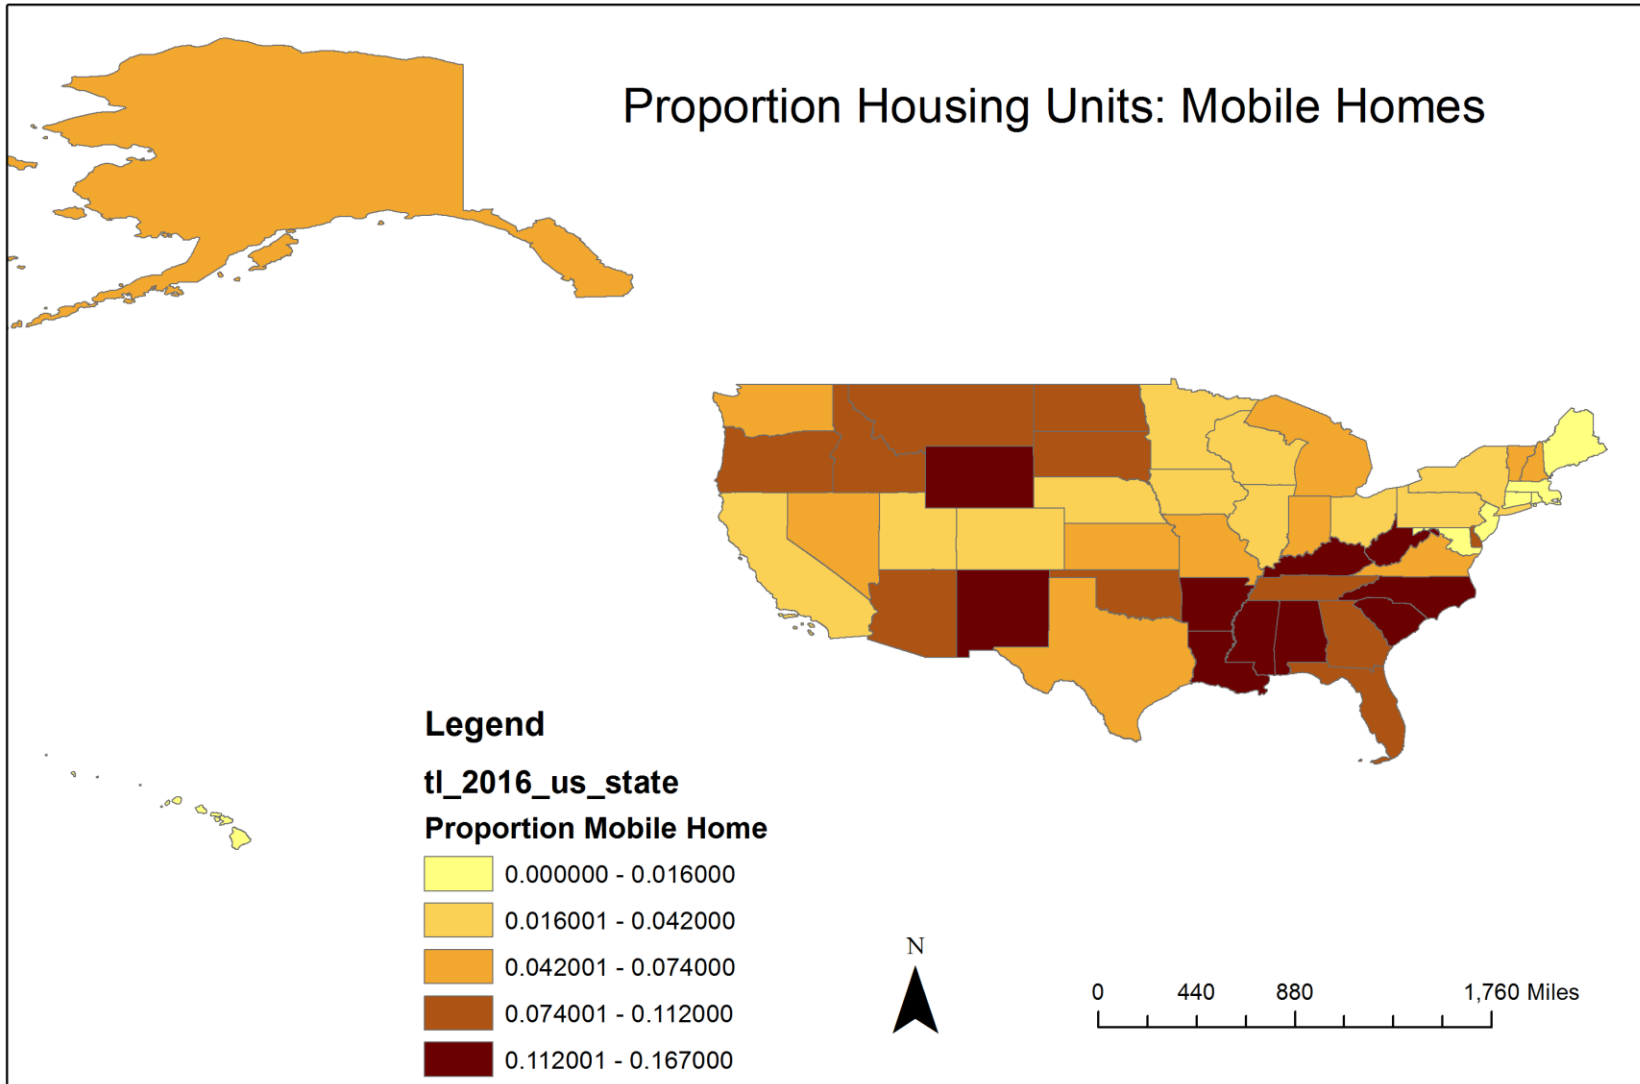 Proportion Housing Units: Mobile Homes
Legend
tl_2016_us_state
Proportion Mobile Home
0.000000 - 0.016000
0.016001 - 0.042000
0.042001 - 0.074000
0.074001 - 0.112000
0.112001 - 0.167000
N
0 440 880 1,760 Miles